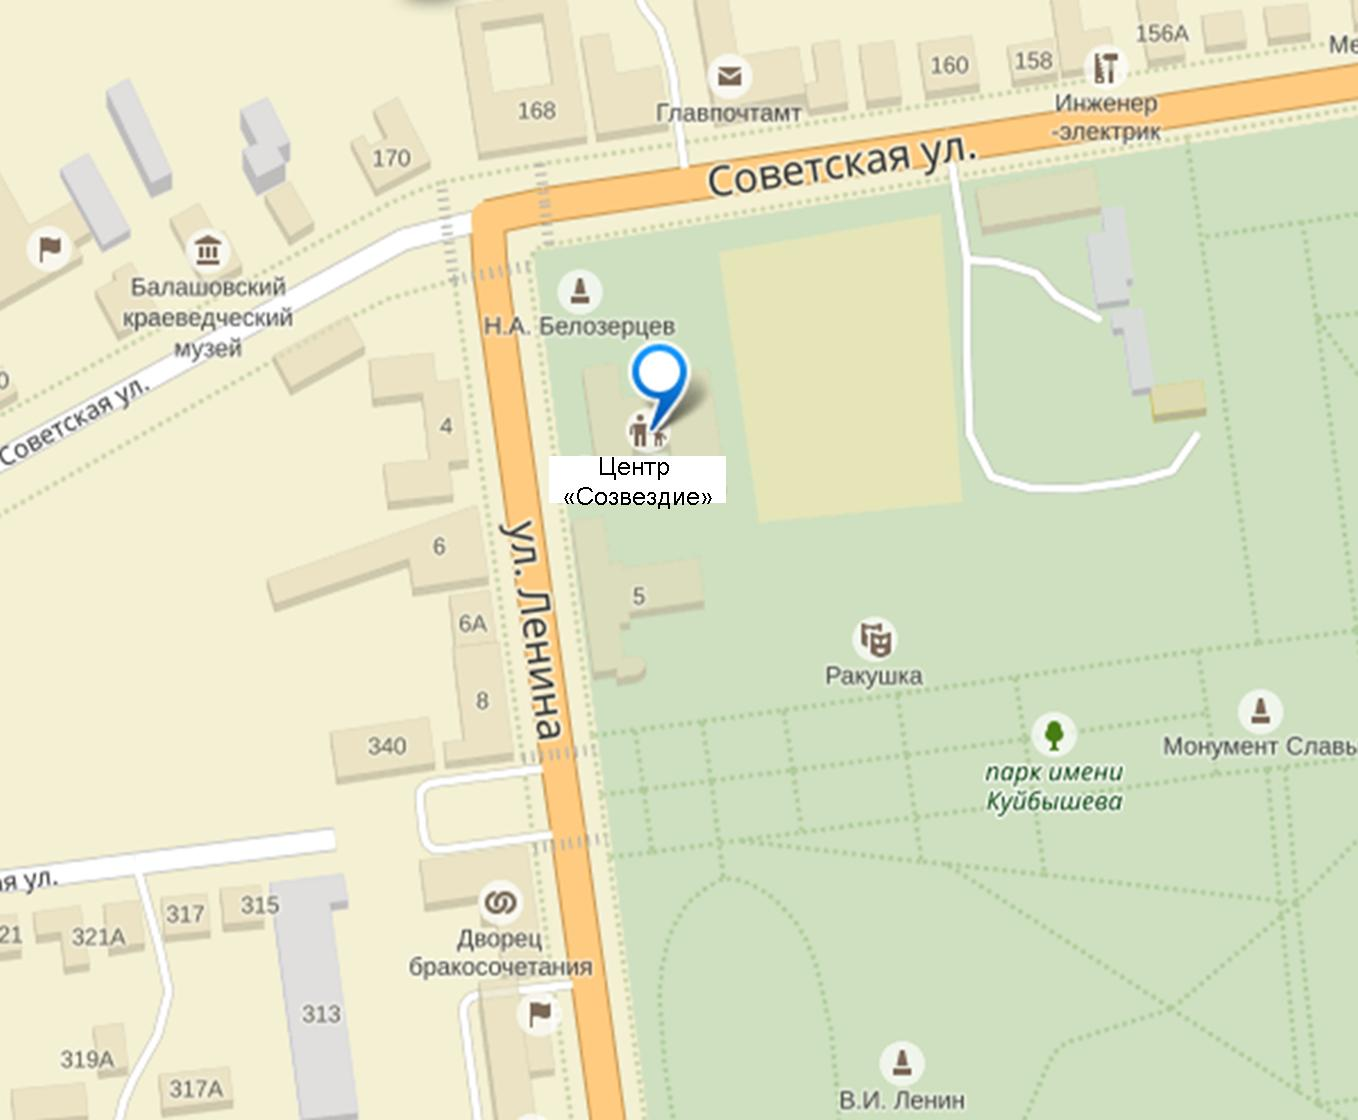 156А
Ме
160
158
Главпочтамт
Инженер
-электрик
168
170
Советская ул.
Балашовский
краеведческий
музей
Н.А. Белозерцев
0
Советская ул.
4
Центр
«Созвездие»
ул. Ленина
6
5
6А
8
Ракушка
340
Монумент Славы
парк имени
Куйбышева
ая ул.
315
317
21
321А
Дворец
бракосочетания
313
319А
317А
В.И. Ленин